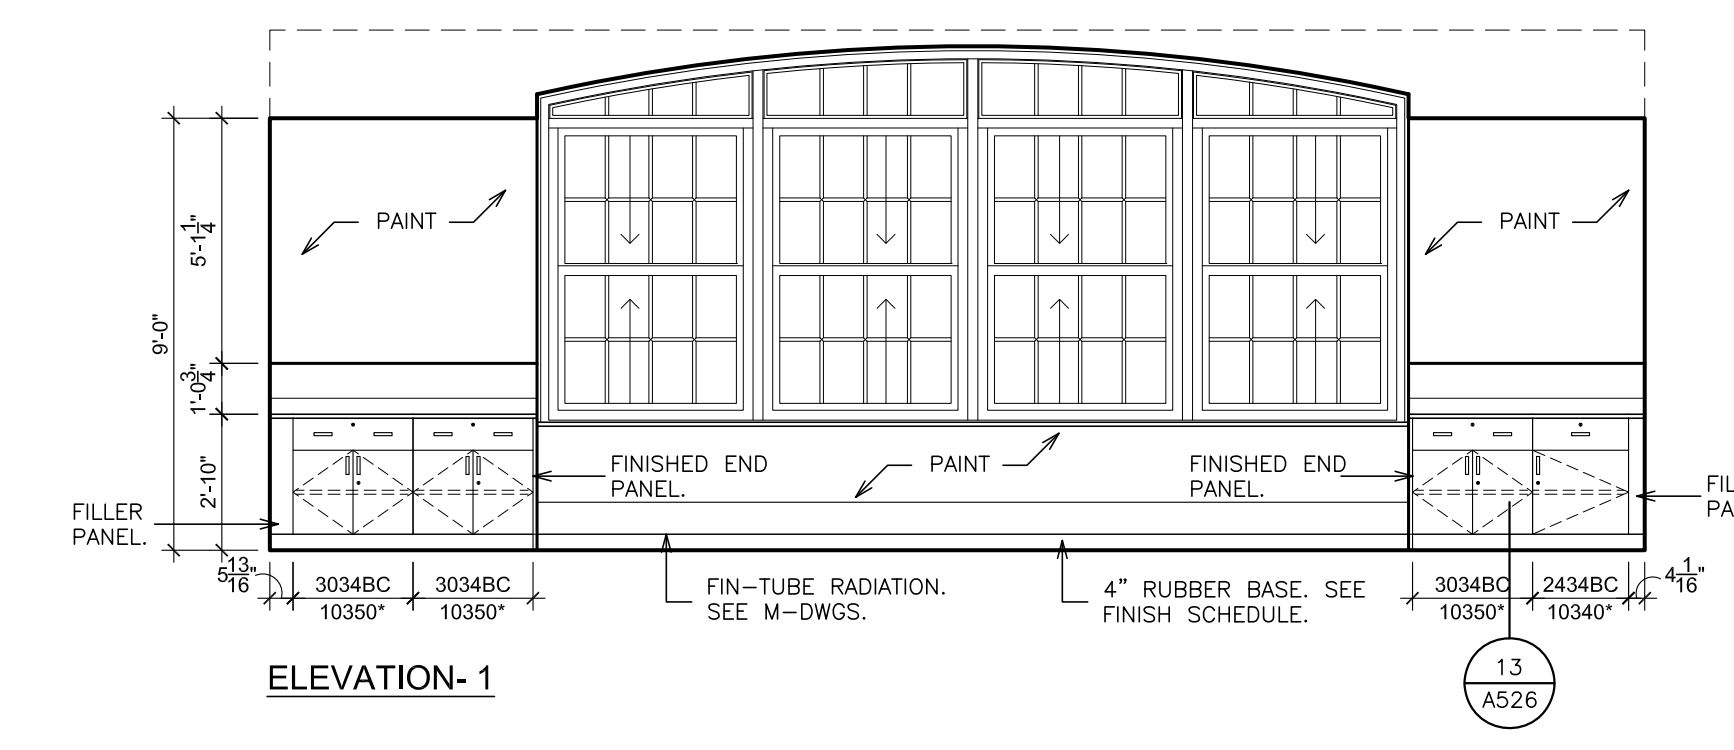 PAINT
PAINT
5'-1 1/4"
9'-0"
1'-0 3/4"
2'-10"
FINISHED END
PANEL.
PAINT
FINISHED END
PANEL.
FILLER
PANEL.
FIL
PA
5 13/16"
3034BC
10350*
3034BC
10350*
FIN-TUBE RADIATION.
SEE M-DWGS.
4” RUBBER BASE. SEE
FINISH SCHEDULE.
3034BC
10350*
2434BC
10340*
4 1/16"
13
A526
ELEVATION- 1